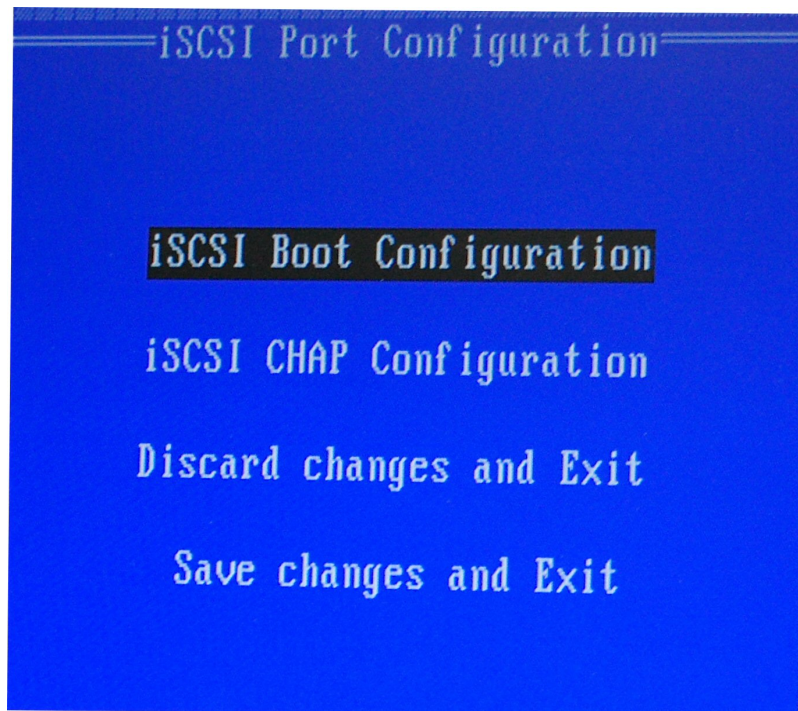 iSCSI Port Configuration
iSCSI Boot Configuration
iSCSI CHAP Configuration
Discard changes and Exit
Save changes and Exit